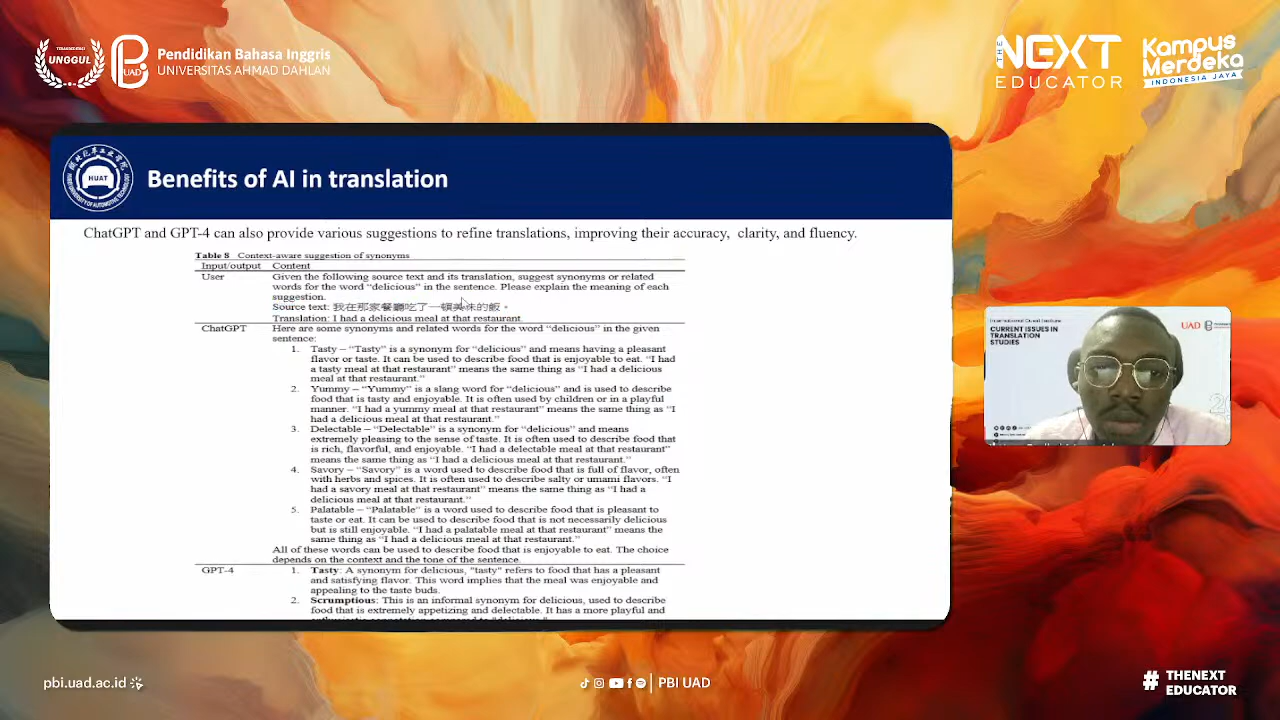 UNGGUL
UAD
Pendidikan Bahasa Inggris
UNIVERSITAS AHMAD DAHLAN
THE NEXT
EDUCATOR
Kampus
Merdeka
INDONESIA JAYA
HUAT
Benefits of AI in translation
ChatGPT and GPT-4 can also provide various suggestions to refine translations, improving their accuracy, clarity, and fluency.
Table 8 Context-aware suggestion of synonyms
Input/output Content
User Given the following source text and its translation, suggest synonyms or related
words for the word "delicious" in the sentence. Please explain the meaning of each
suggestion.
Source text: 我在那家餐廳吃了一頓美味的飯。
Translation: I had a delicious meal at that restaurant.
ChatGPT Here are some synonyms and related words for the word "delicious" in the given
sentence:
1. Tasty – "Tasty" is a synonym for "delicious" and means having a pleasant
flavor or taste. It can be used to describe food that is enjoyable to eat. "I had
a tasty meal at that restaurant" means the same thing as "I had a delicious
meal at that restaurant."
2. Yummy – "Yummy" is a slang word for "delicious" and is used to describe
food that is tasty and enjoyable. It is often used by children or in a playful
manner. "I had a yummy meal at that restaurant" means the same thing as "I
had a delicious meal at that restaurant."
3. Delectable – "Delectable" is a synonym for "delicious" and means
extremely pleasing to the sense of taste. It is often used to describe food that
is rich, flavorful, and enjoyable. "I had a delectable meal at that restaurant"
means the same thing as "I had a delicious meal at that restaurant."
4. Savory – "Savory" is a word used to describe food that is full of flavor, often
with herbs and spices. It is often used to describe salty or umami flavors. "I
had a savory meal at that restaurant" means the same thing as "I had a
delicious meal at that restaurant."
5. Palatable – "Palatable" is a word used to describe food that is pleasant to
taste or eat. It can be used to describe food that is not necessarily delicious
but is still enjoyable. "I had a palatable meal at that restaurant" means the
same thing as "I had a delicious meal at that restaurant."
All of these words can be used to describe food that is enjoyable to eat. The choice
depends on the context and the tone of the sentence.
GPT-4 1. Tasty: A synonym for delicious, "tasty" refers to food that has a pleasant
and satisfying flavor. This word implies that the meal was enjoyable and
appealing to the taste buds.
2. Scrumptious: This is an informal synonym for delicious, used to describe
food that is extremely appetizing and delectable. It has a more playful and
International Guest Lecture
CURRENT ISSUES IN
TRANSLATION
STUDIES
UAD
pbi.uad.ac.id
PBI UAD
# THENEXT
EDUCATOR